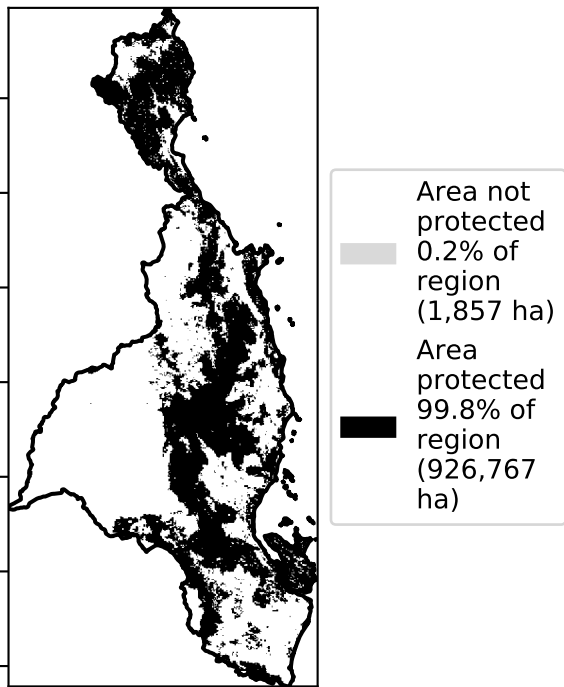 Area not
protected
0.2% of
region
(1,857 ha)
Area
protected
99.8% of
region
(926,767
ha)